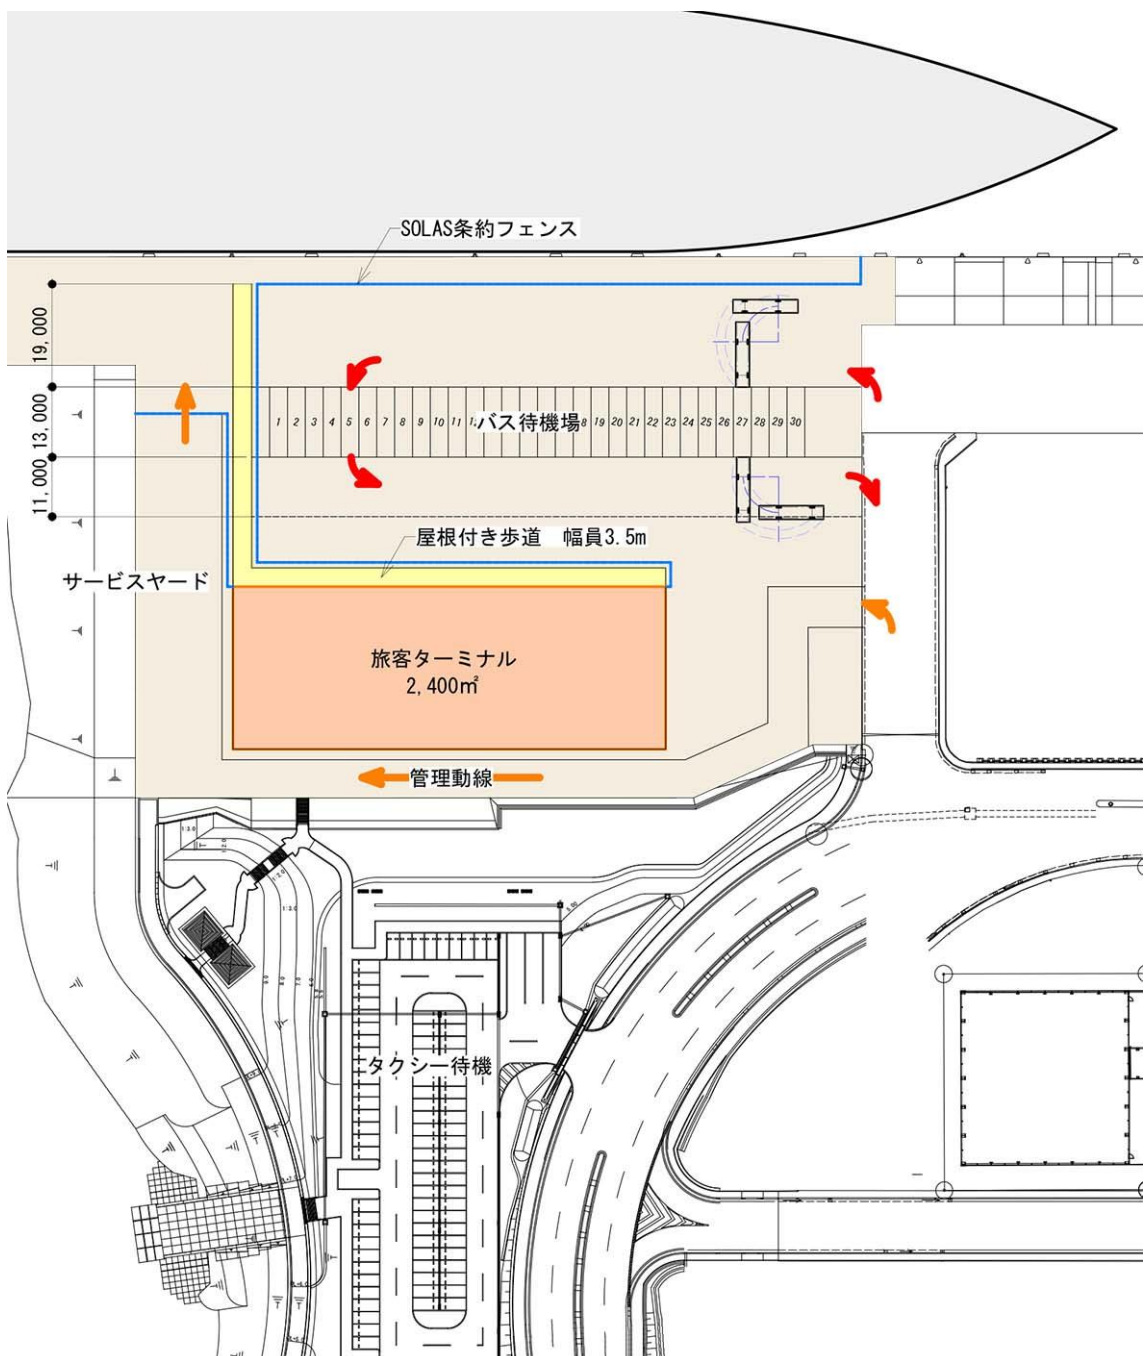 SOLAS条約フェンス
19,000
13,000
11,000
1 2 3 4 5 6 7 8 9 10 11
バス待機場
19 20 21 22 23 24 25 26 27 28 29 30
屋根付き歩道 幅員3.5m
サービスヤード
旅客ターミナル
2,400㎡
管理動線
タクシー待機